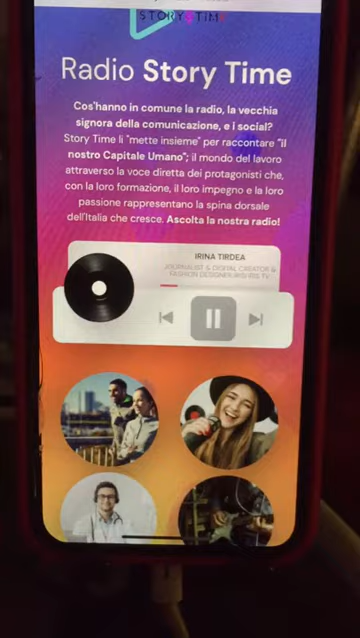 STORY TIME
Radio Story Time
Cos'hanno in comune la radio, la vecchia
signora della comunicazione, e i social?
Story Time li "mette insieme" per raccontare "il
nostro Capitale Umano"; il mondo del lavoro
attraverso la voce diretta dei protagonisti che,
con la loro formazione, il loro impegno e la loro
passione rappresentano la spina dorsale
dell'Italia che cresce. Ascolta la nostra radio!
IRINA TIRDEA
JOURNALIST & DIGITAL CREATOR &
FASHION DESIGNER